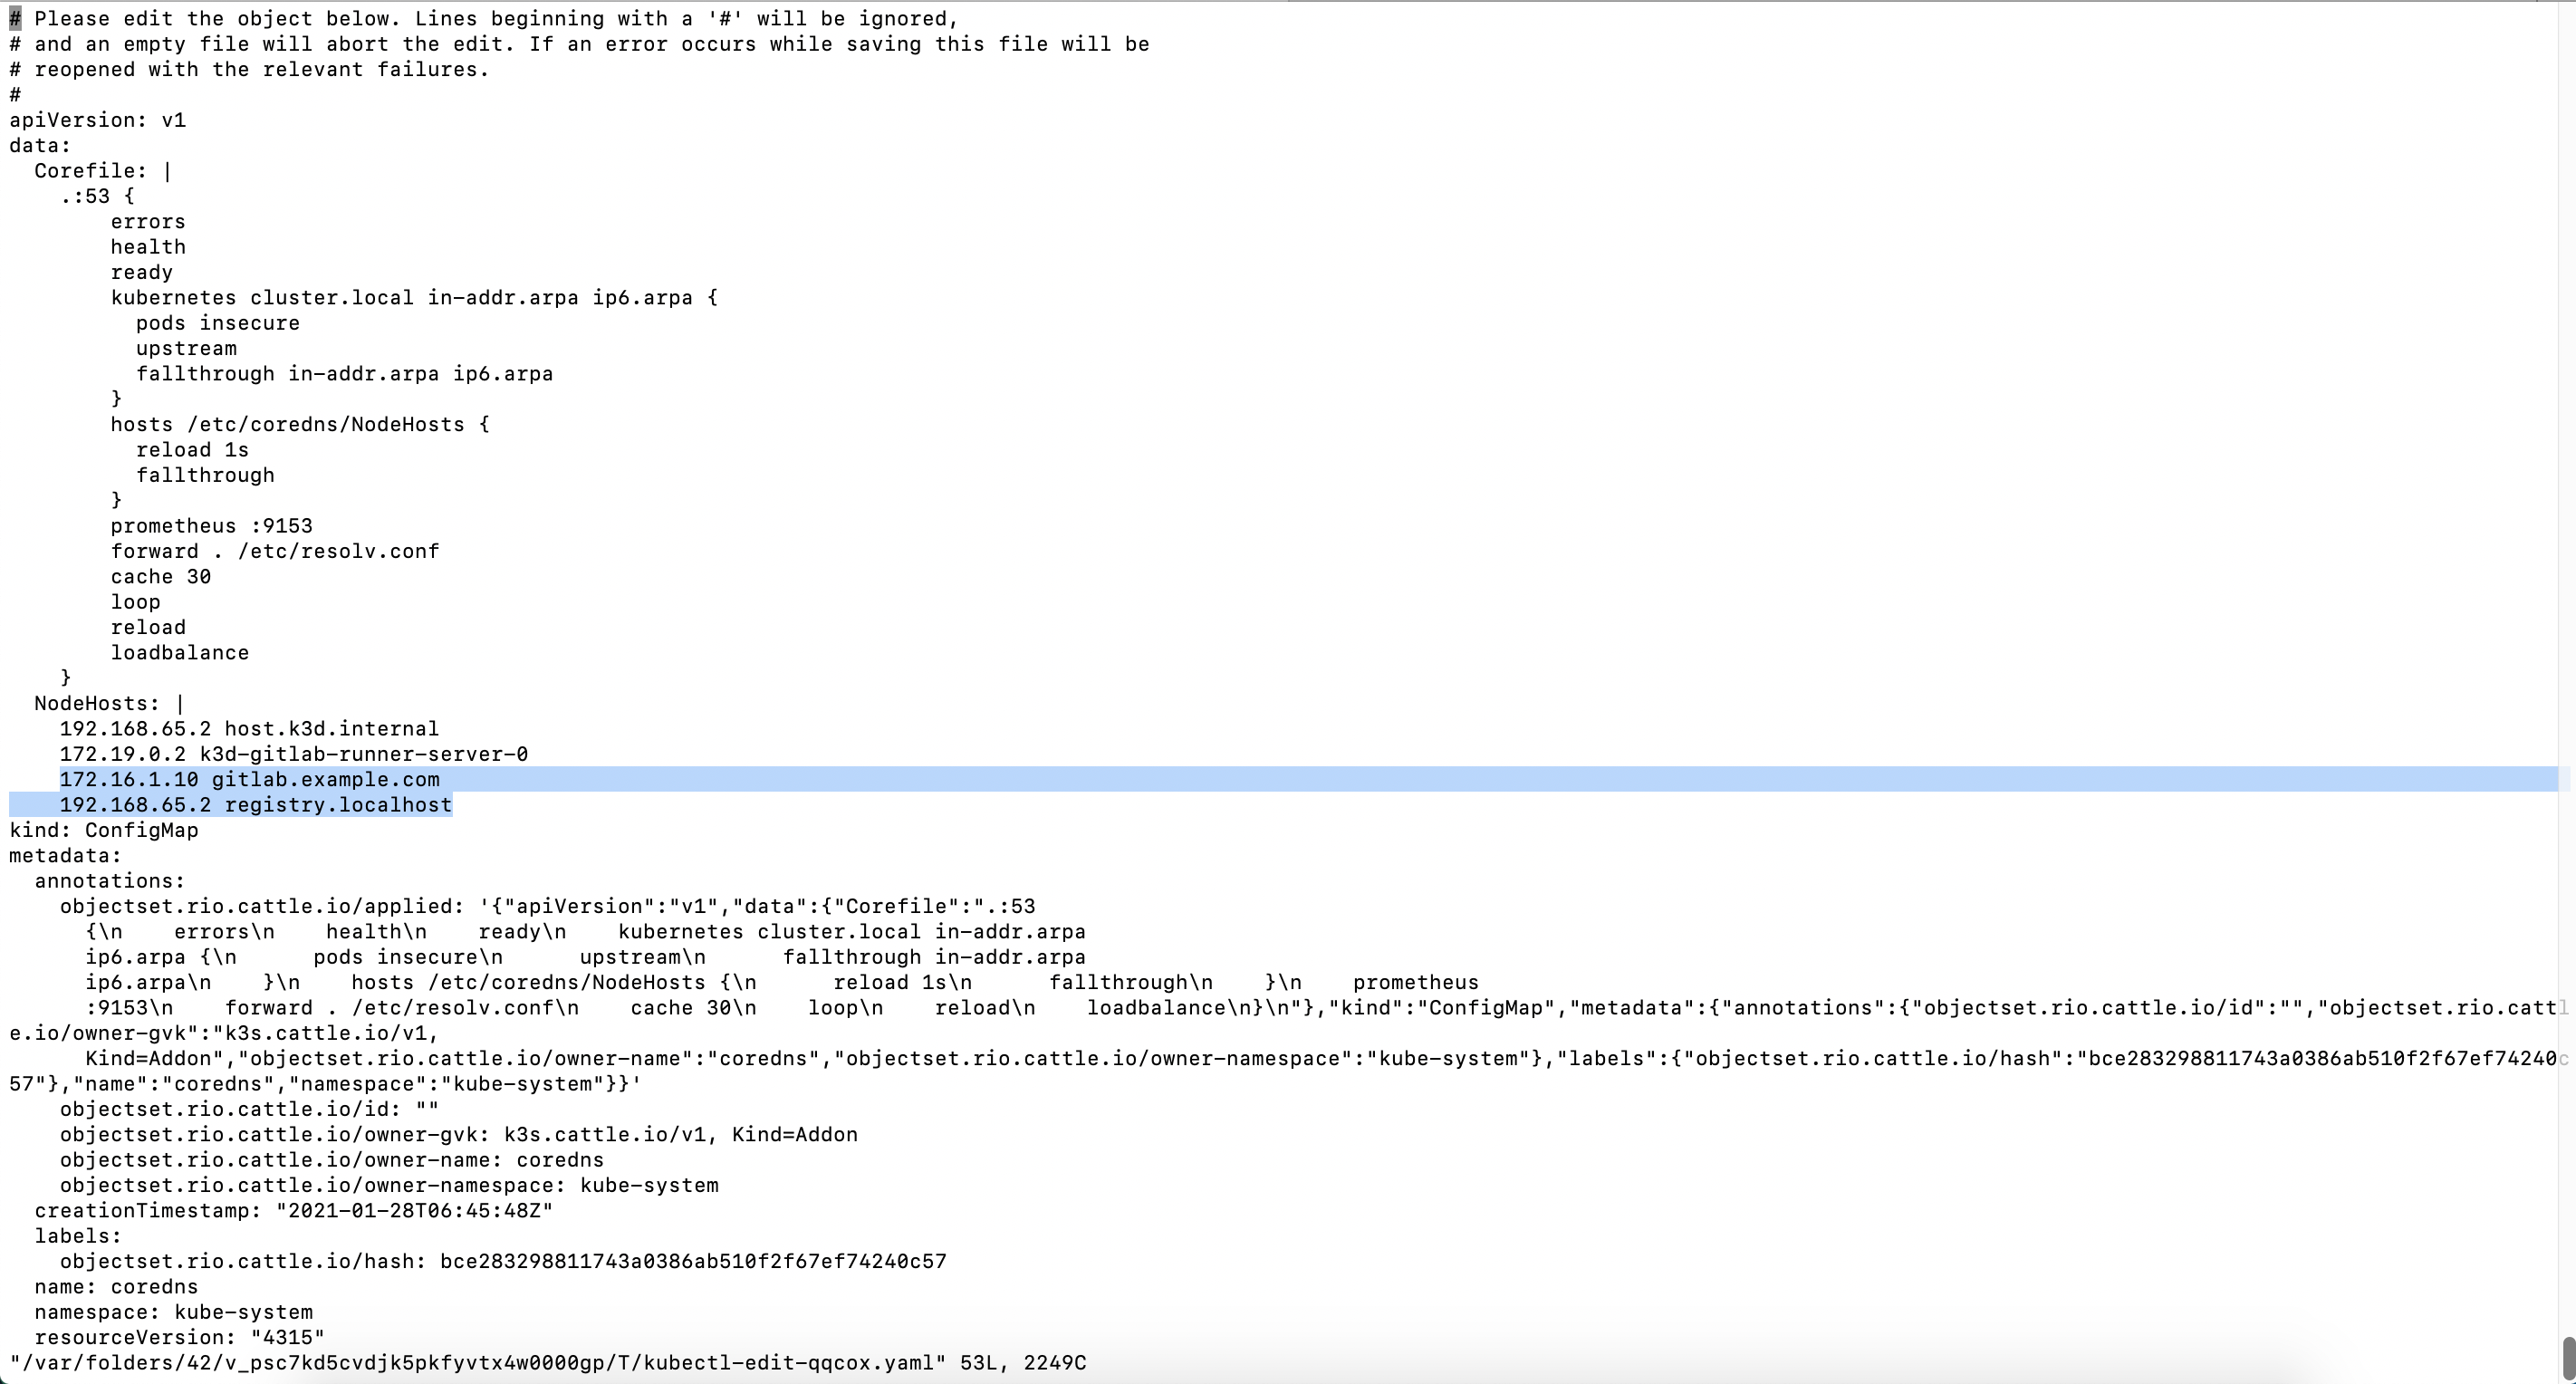 # Please edit the object below. Lines beginning with a '#' will be ignored,
# and an empty file will abort the edit. If an error occurs while saving this file will be
# reopened with the relevant failures.
#
apiVersion: v1
data:
  Corefile: |
    .:53 {
        errors
        health
        ready
        kubernetes cluster.local in-addr.arpa ip6.arpa {
          pods insecure
          upstream
          fallthrough in-addr.arpa ip6.arpa
        }
        hosts /etc/coredns/NodeHosts {
          reload 1s
          fallthrough
        }
        prometheus :9153
        forward . /etc/resolv.conf
        cache 30
        loop
        reload
        loadbalance
    }
  NodeHosts: |
    192.168.65.2 host.k3d.internal
    172.19.0.2 k3d-gitlab-runner-server-0
    172.16.1.10 gitlab.example.com
    192.168.65.2 registry.localhost
kind: ConfigMap
metadata:
  annotations:
    objectset.rio.cattle.io/applied: '{"apiVersion":"v1","data":{"Corefile":".:53
      {\n    errors\n    health\n    ready\n    kubernetes cluster.local in-addr.arpa
      ip6.arpa {\n      pods insecure\n      upstream\n      fallthrough in-addr.arpa
      ip6.arpa\n    }\n    hosts /etc/coredns/NodeHosts {\n      reload 1s\n      fallthrough\n    }\n    prometheus
      :9153\n    forward . /etc/resolv.conf\n    cache 30\n    loop\n    reload\n    loadbalance\n}\n"},"kind":"ConfigMap","metadata":{"annotations":{"objectset.rio.cattle.io/id":"","objectset.rio.cattl
e.io/owner-gvk":"k3s.cattle.io/v1,
      Kind=Addon","objectset.rio.cattle.io/owner-name":"coredns","objectset.rio.cattle.io/owner-namespace":"kube-system"},"labels":{"objectset.rio.cattle.io/hash":"bce283298811743a0386ab510f2f67ef74240c
57"},"name":"coredns","namespace":"kube-system"}}'
    objectset.rio.cattle.io/id: ""
    objectset.rio.cattle.io/owner-gvk: k3s.cattle.io/v1, Kind=Addon
    objectset.rio.cattle.io/owner-name: coredns
    objectset.rio.cattle.io/owner-namespace: kube-system
  creationTimestamp: "2021-01-28T06:45:48Z"
  labels:
    objectset.rio.cattle.io/hash: bce283298811743a0386ab510f2f67ef74240c57
  name: coredns
  namespace: kube-system
  resourceVersion: "4315"
"/var/folders/42/v_psc7kd5cvdjk5pkfyvtx4w0000gp/T/kubectl-edit-qqcox.yaml" 53L, 2249C